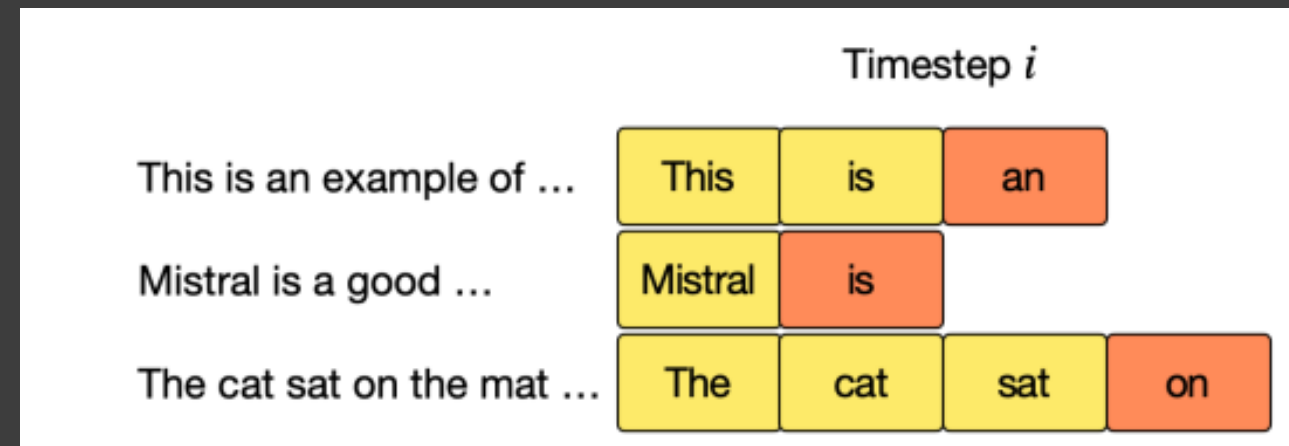 Timestep i
This is an example of ... This is an
Mistral is a good ... Mistral is
The cat sat on the mat ... The cat sat on